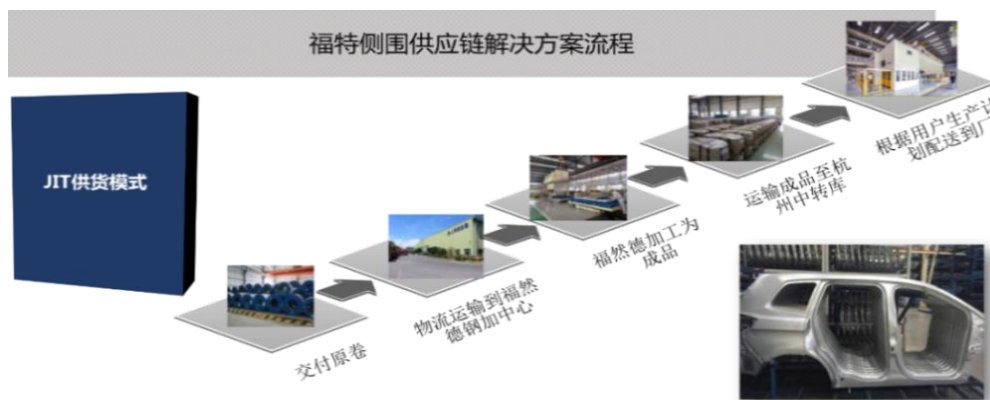 福特侧围供应链解决方案流程
JIT供货模式
交付原卷
物流运输到福然
德钢加中心
福然德加工为
成品
运输成品至杭
州中转库
根据用户生产计
划配送到厂